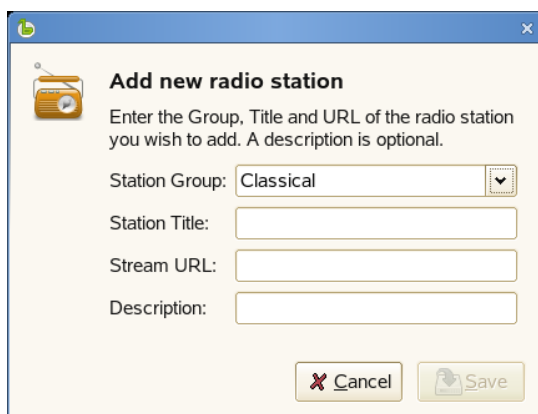 Add new radio station
Enter the Group, Title and URL of the radio station
you wish to add. A description is optional.
Station Group: Classical
Station Title:
Stream URL:
Description:
Cancel Save